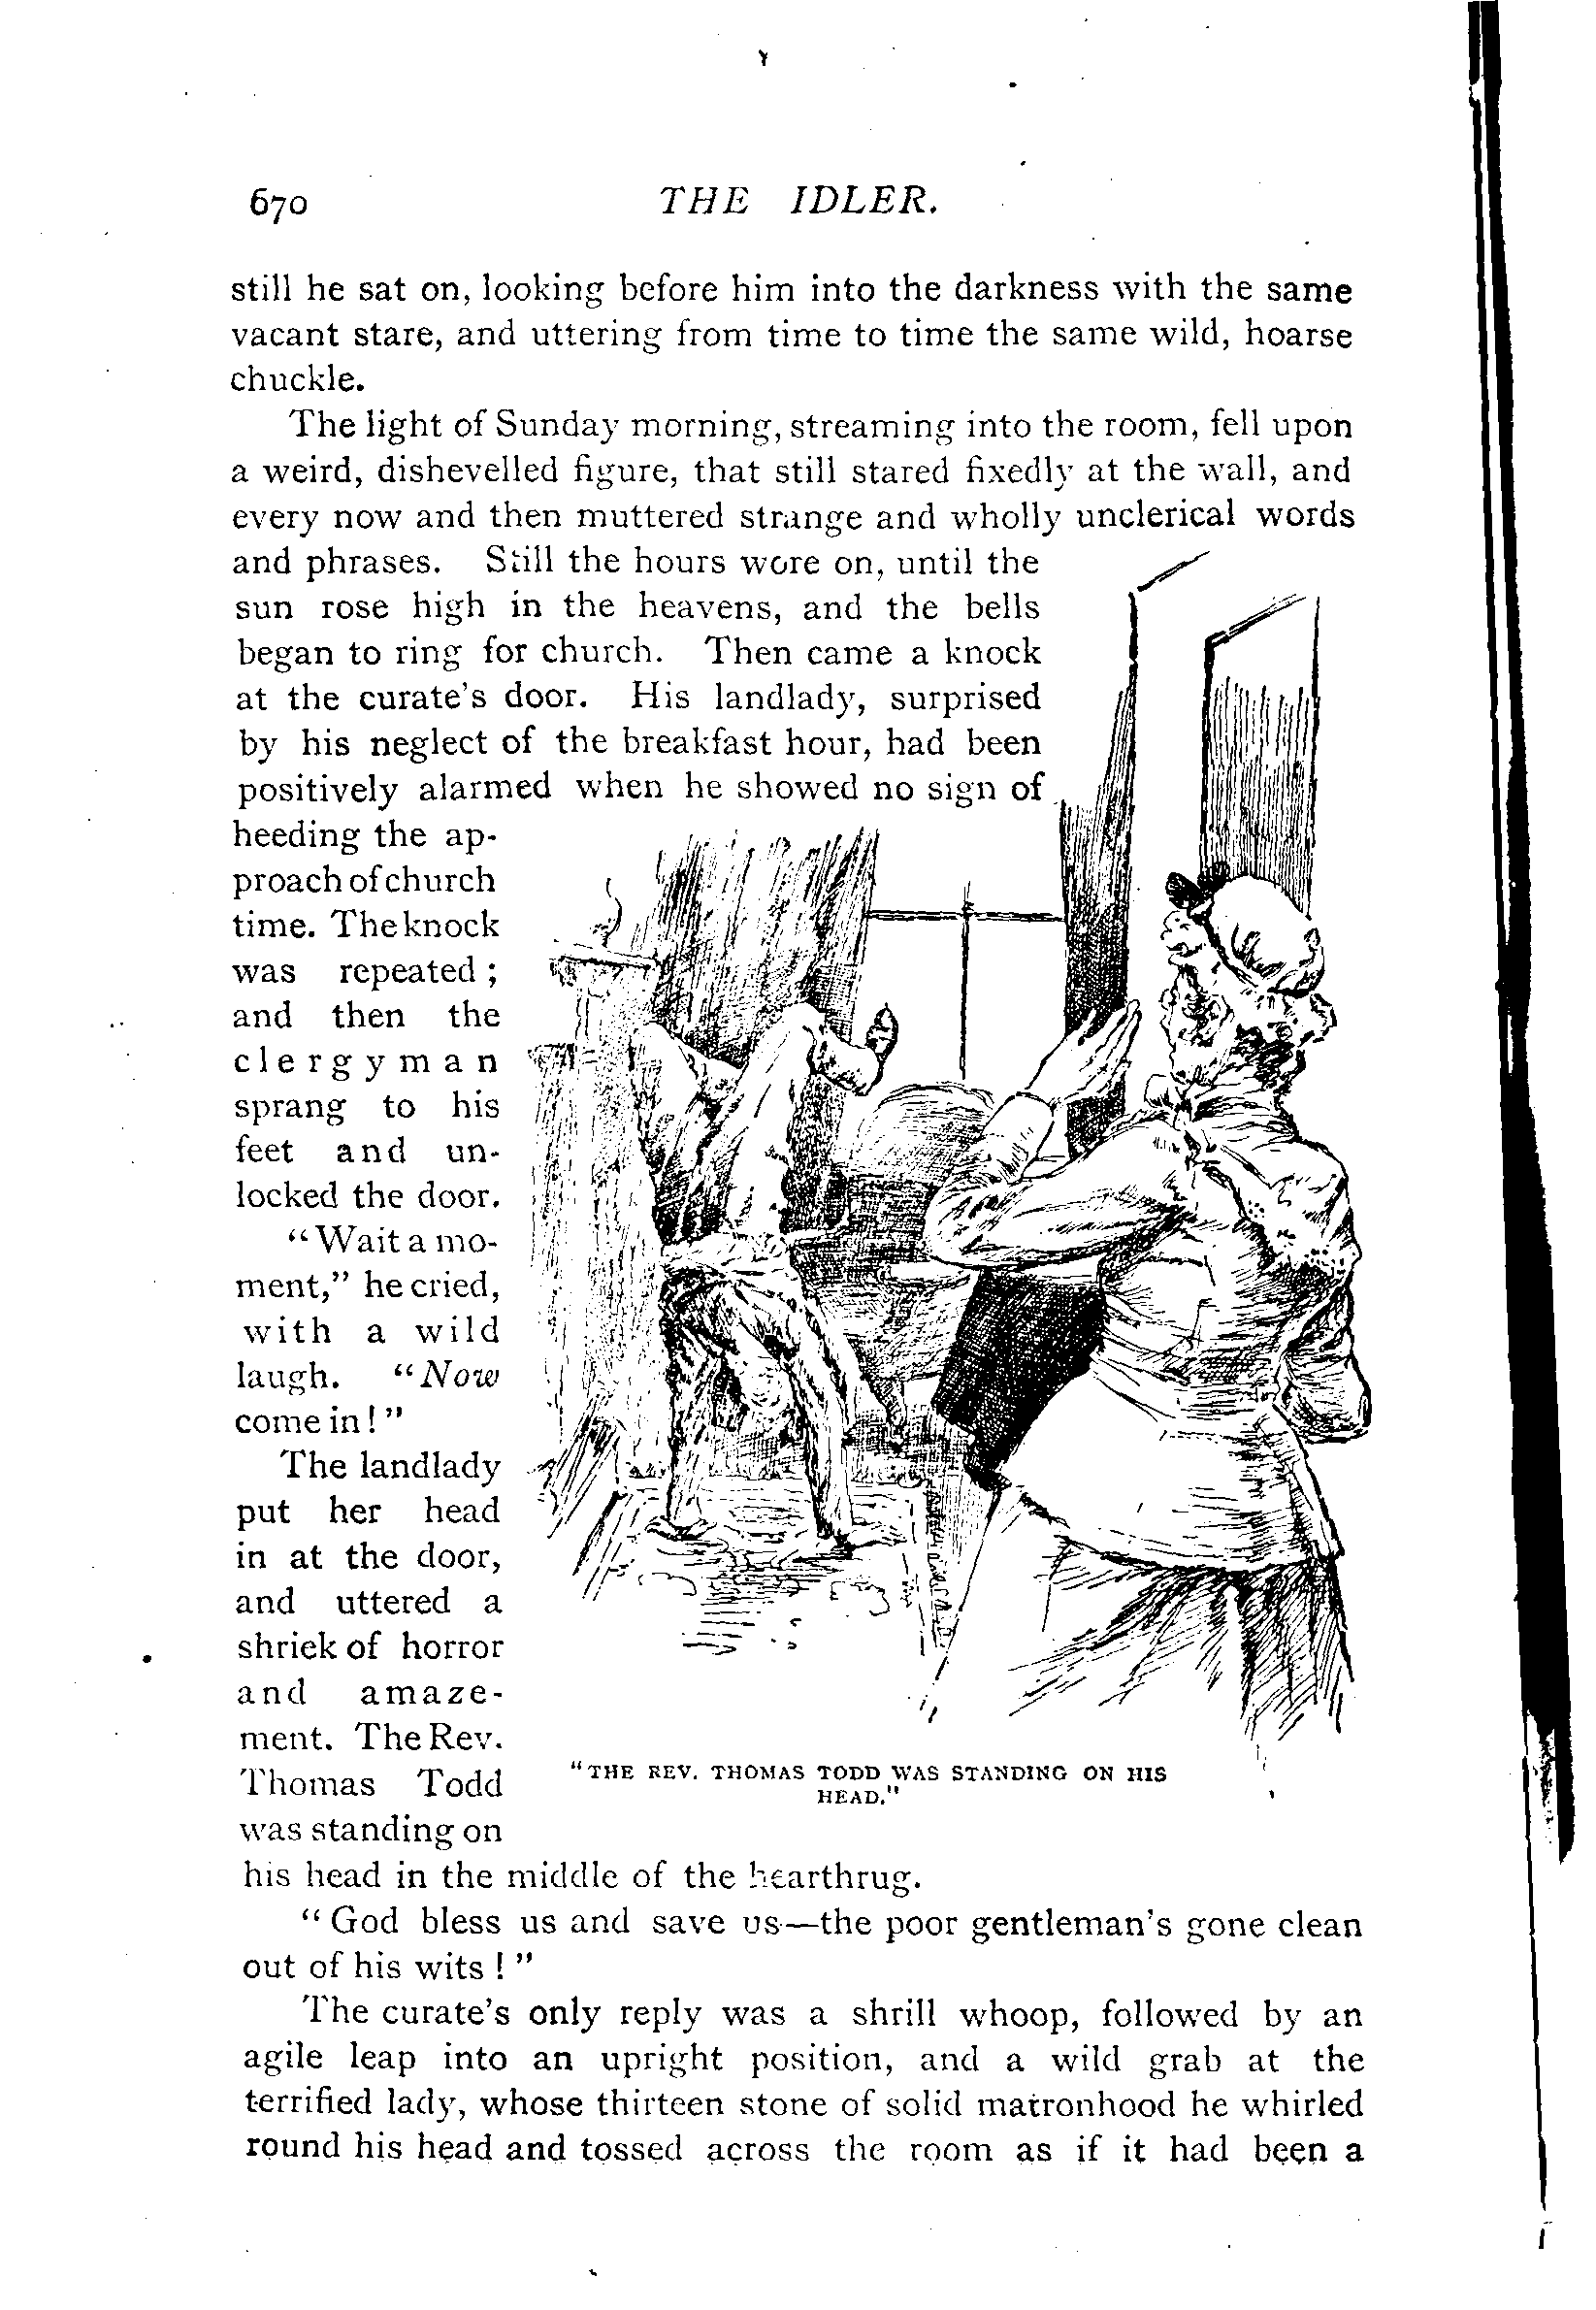 670 THE IDLER.
still he sat on, looking before him into the darkness with the same
vacant stare, and uttering from time to time the same wild, hoarse
chuckle.
The light of Sunday morning, streaming into the room, fell upon
a weird, dishevelled figure, that still stared fixedly at the wall, and
every now and then muttered strange and wholly unclerical words
and phrases. Still the hours wore on, until the
sun rose high in the heavens, and the bells
began to ring for church. Then came a knock
at the curate's door. His landlady, surprised
by his neglect of the breakfast hour, had been
positively alarmed when he showed no sign of
heeding the ap-
proach of church
time. The knock
was repeated;
and then the
clergyman
sprang to his
feet and un-
locked the door.
"Wait a mo-
ment," he cried,
with a wild
laugh. "Now
come in!"
The landlady
put her head
in at the door,
and uttered a
shriek of horror
and amaze-
ment. The Rev.
Thomas Todd
was standing on
his head in the middle of the hearthrug.
"THE REV. THOMAS TODD WAS STANDING ON HIS
HEAD."
"God bless us and save us—the poor gentleman's gone clean
out of his wits!"
The curate's only reply was a shrill whoop, followed by an
agile leap into an upright position, and a wild grab at the
terrified lady, whose thirteen stone of solid matronhood he whirled
round his head and tossed across the room as if it had been a